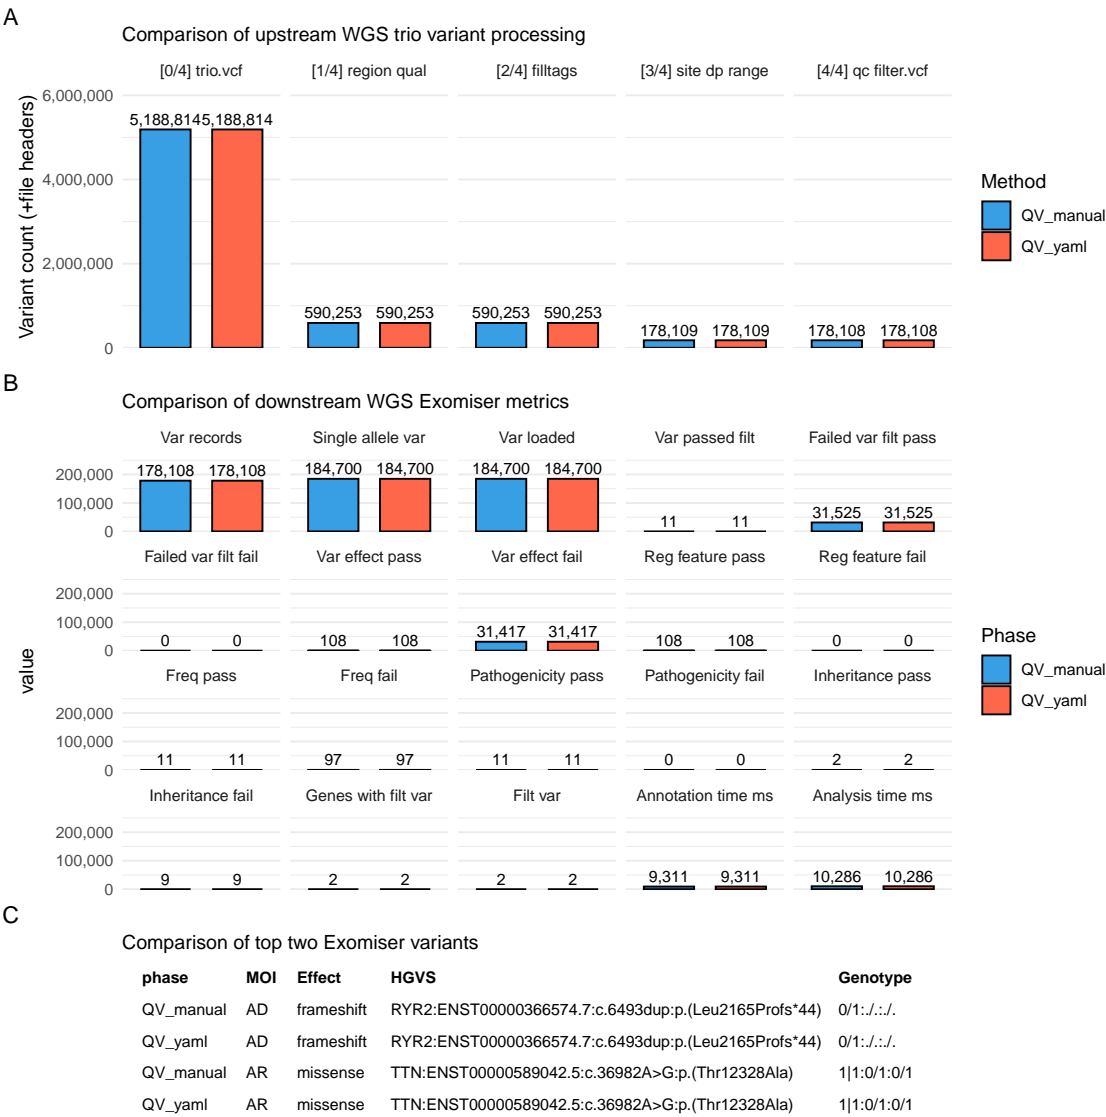 A
Comparison of upstream WGS trio variant processing
[0/4] trio.vcf [1/4] region qual [2/4] filltags [3/4] site dp range [4/4] qc filter.vcf
Variant count (+file headers)
6,000,000
4,000,000
2,000,000
0
5,188,814 5,188,814
590,253 590,253
590,253 590,253
178,109 178,109
178,108 178,108
Method
QV_manual
QV_yaml
B
Comparison of downstream WGS Exomiser metrics
value
Var records Single allele var Var loaded Var passed filt Failed var filt pass
200,000
100,000
0
178,108 178,108 184,700 184,700 184,700 184,700 11 11 31,525 31,525
Failed var filt fail Var effect pass Var effect fail Reg feature pass Reg feature fail
200,000
100,000
0
0 0 108 108 31,417 31,417 108 108 0 0
Freq pass Freq fail Pathogenicity pass Pathogenicity fail Inheritance pass
200,000
100,000
0
11 11 97 97 11 11 0 0 2 2
Inheritance fail Genes with filt var Filt var Annotation time ms Analysis time ms
200,000
100,000
0
9 9 2 2 2 2 9,311 9,311 10,286 10,286
Phase
QV_manual
QV_yaml
C
Comparison of top two Exomiser variants
phase MOI Effect HGVS Genotype
QV_manual AD frameshift RYR2:ENST00000366574.7:c.6493dup:p.(Leu2165Profs*44) 0/1:./.:./.
QV_yaml AD frameshift RYR2:ENST00000366574.7:c.6493dup:p.(Leu2165Profs*44) 0/1:./.:./.
QV_manual AR missense TTN:ENST00000589042.5:c.36982A>G:p.(Thr12328Ala) 1|1:0/1:0/1
QV_yaml AR missense TTN:ENST00000589042.5:c.36982A>G:p.(Thr12328Ala) 1|1:0/1:0/1